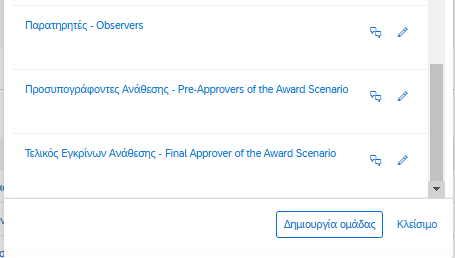 Παρατηρητές - Observers
Προσυπογράφοντες Ανάθεσης - Pre-Approvers of the Award Scenario
Τελικός Εγκρίνων Ανάθεσης - Final Approver of the Award Scenario
Δημιουργία ομάδας
Κλείσιμο